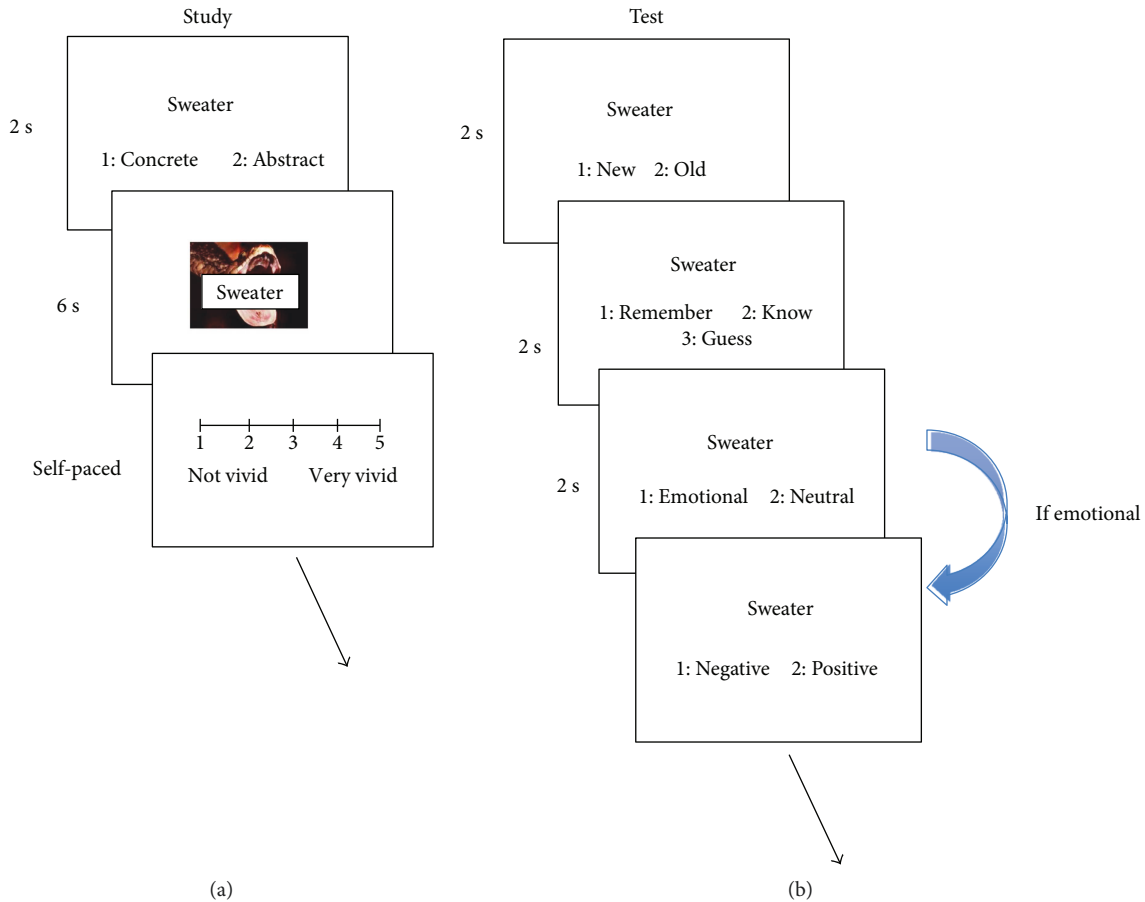 Study
2 s
Sweater
1: Concrete 2: Abstract
6 s
Sweater
1 2 3 4 5
Not vivid Very vivid
Self-paced
(a)
Test
2 s
Sweater
1: New 2: Old
2 s
Sweater
1: Remember 2: Know
3: Guess
2 s
Sweater
1: Emotional 2: Neutral
If emotional
Sweater
1: Negative 2: Positive
(b)